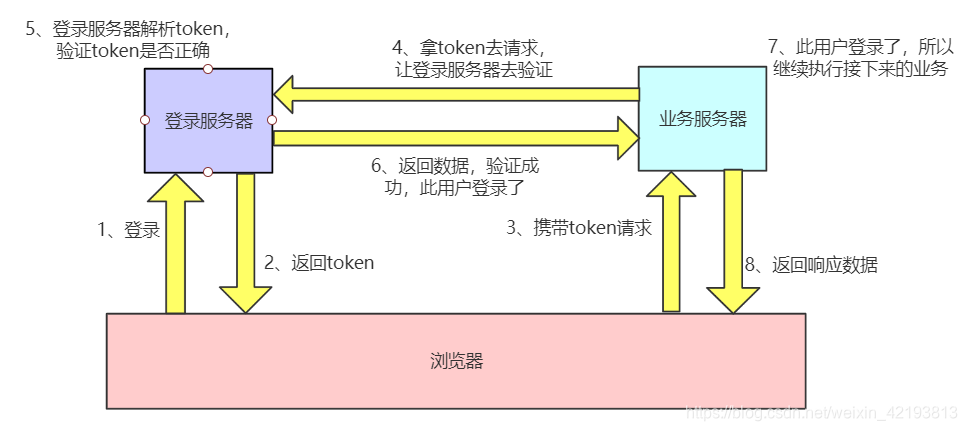 5、登录服务器解析token，
验证token是否正确
4、拿token去请求，
让登录服务器去验证
7、此用户登录了，所以
继续执行接下来的业务
登录服务器
业务服务器
6、返回数据，验证成
功，此用户登录了
1、登录
2、返回token
3、携带token请求
8、返回响应数据
浏览器
https://blog.csdn.net/weixin_42193813